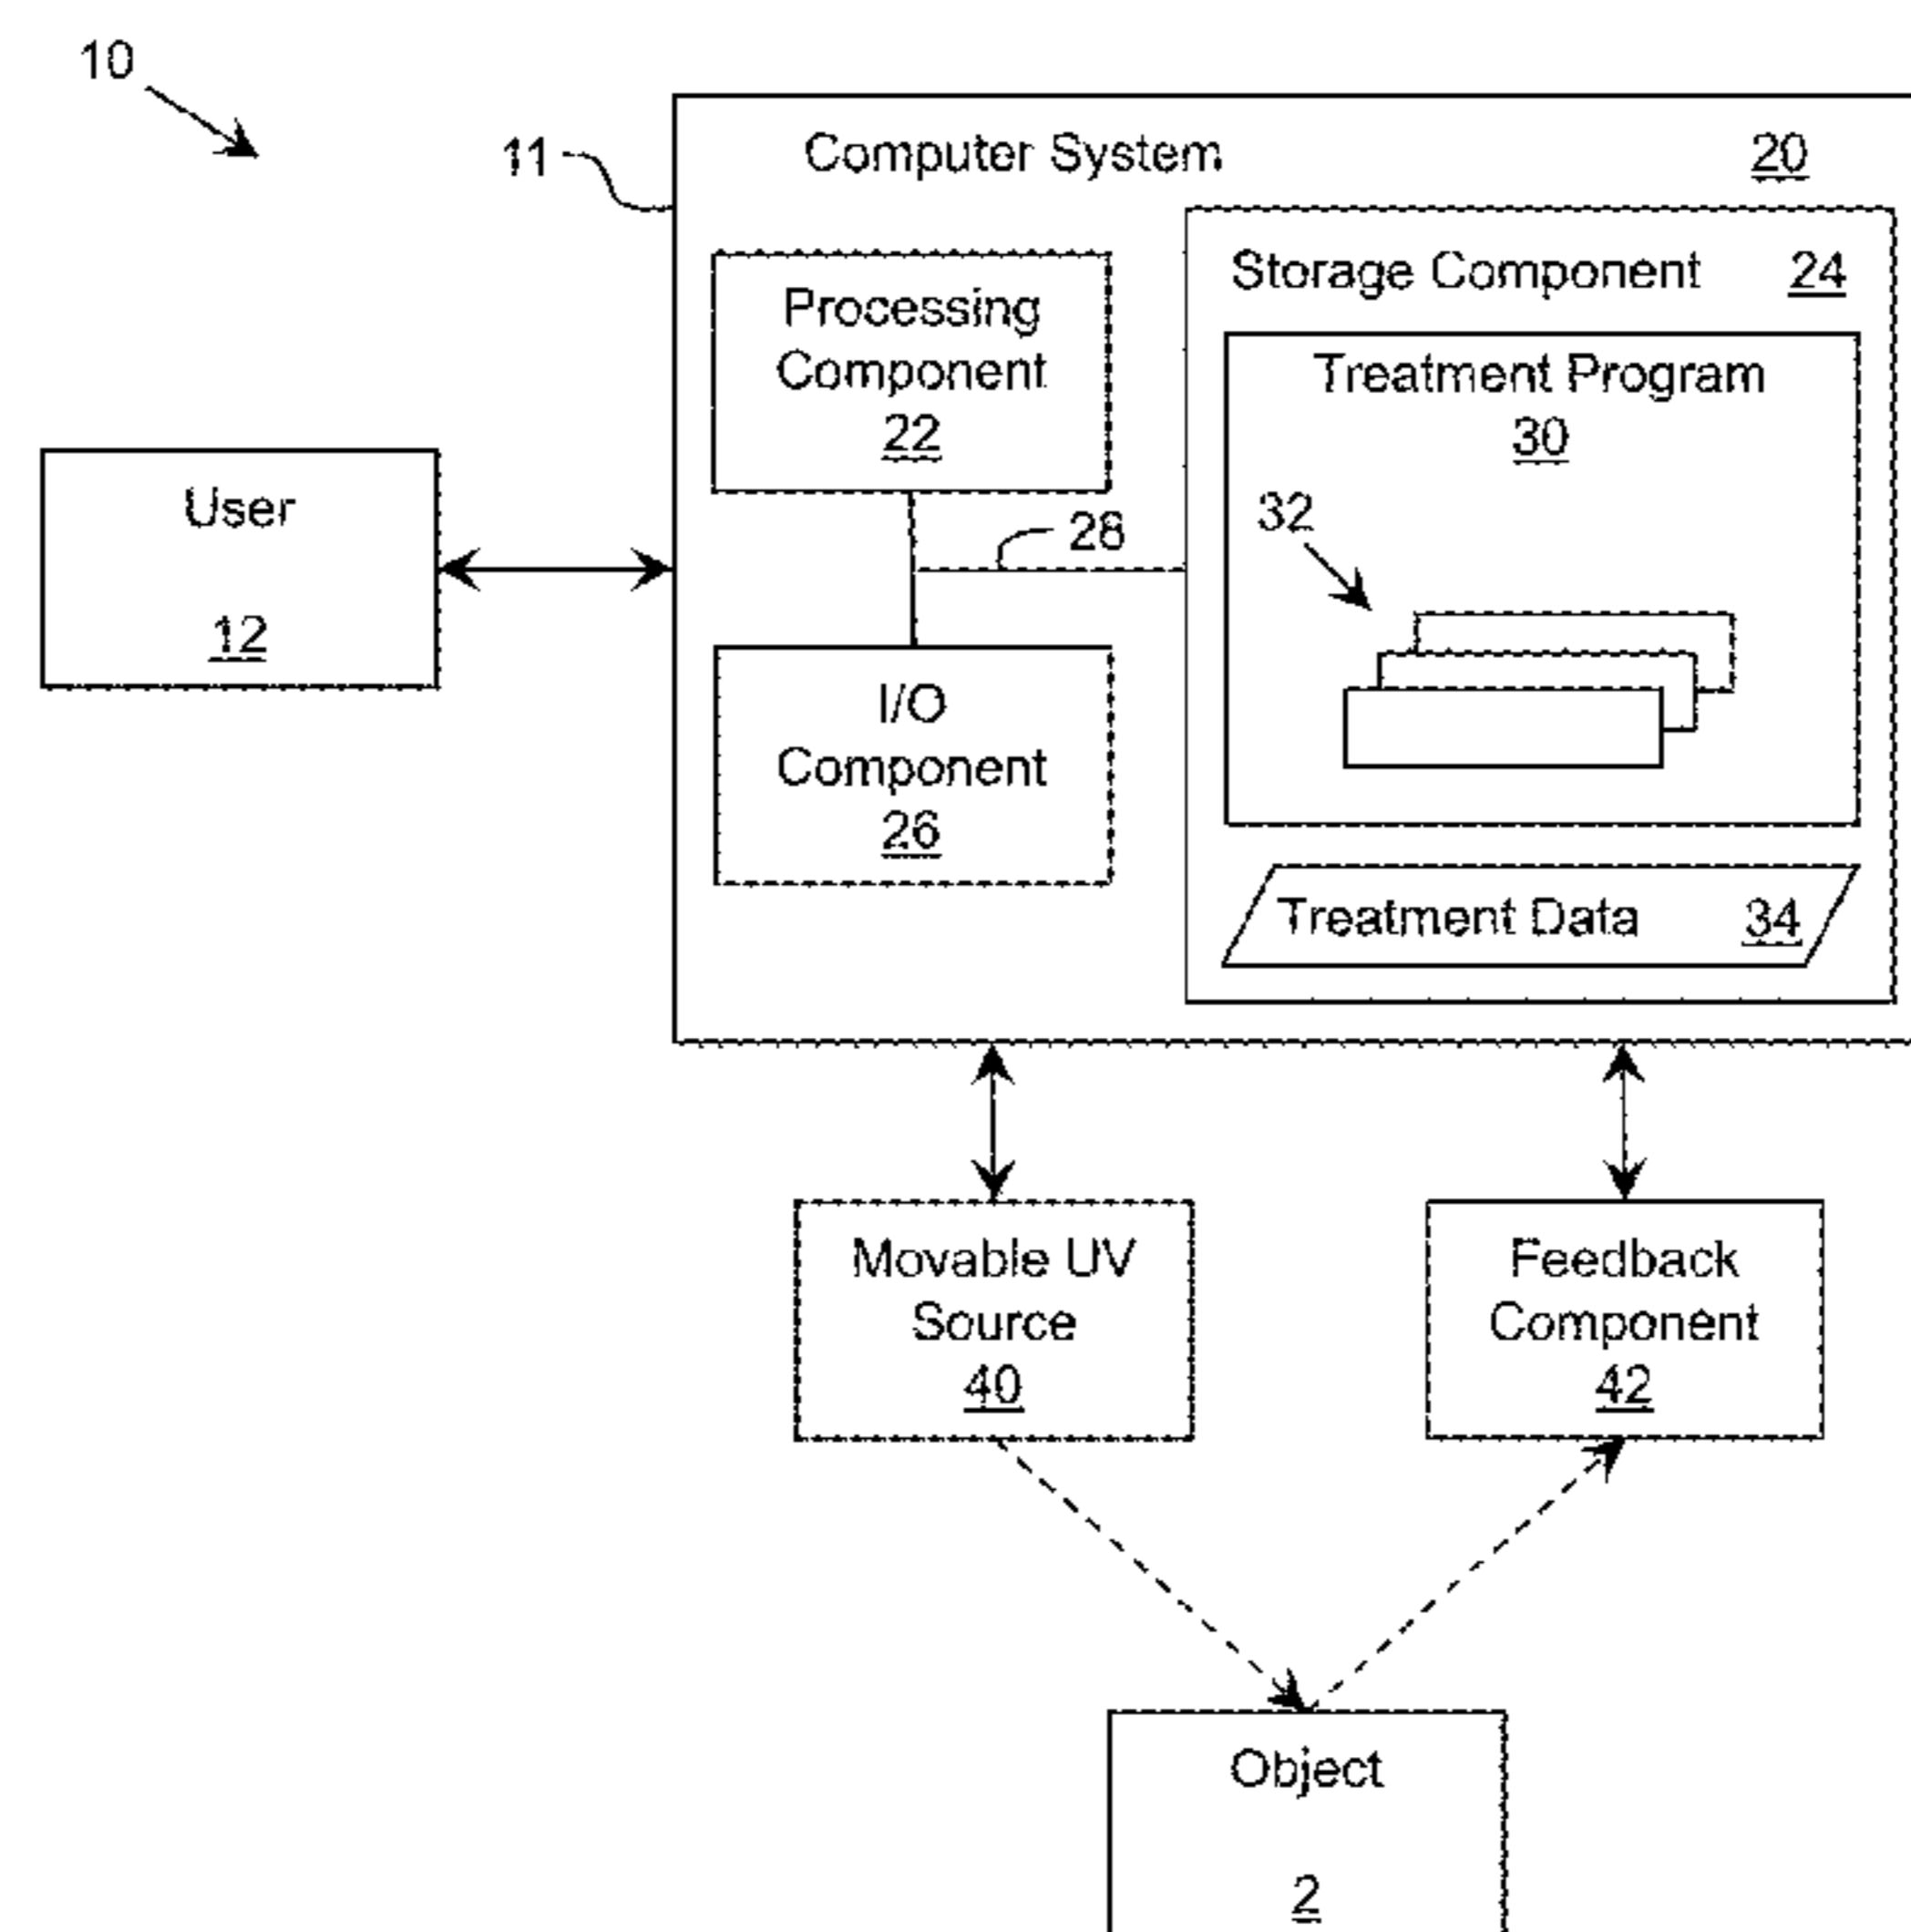 10
11
Computer System 20
Processing
Component
22
Storage Component 24
Treatment Program
30
32
28
User
12
I/O
Component
26
Treatment Data 34
Movable UV
Source
40
Feedback
Component
42
Object
2